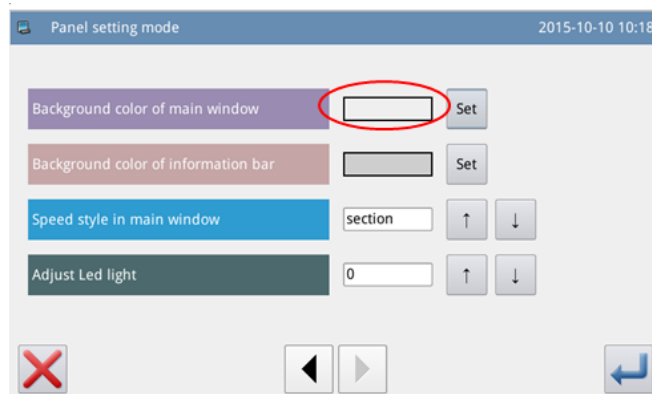 Panel setting mode 2015-10-10 10:18
Background color of main window Set
Background color of information bar Set
Speed style in main window section ↑ ↓
Adjust Led light 0 ↑ ↓